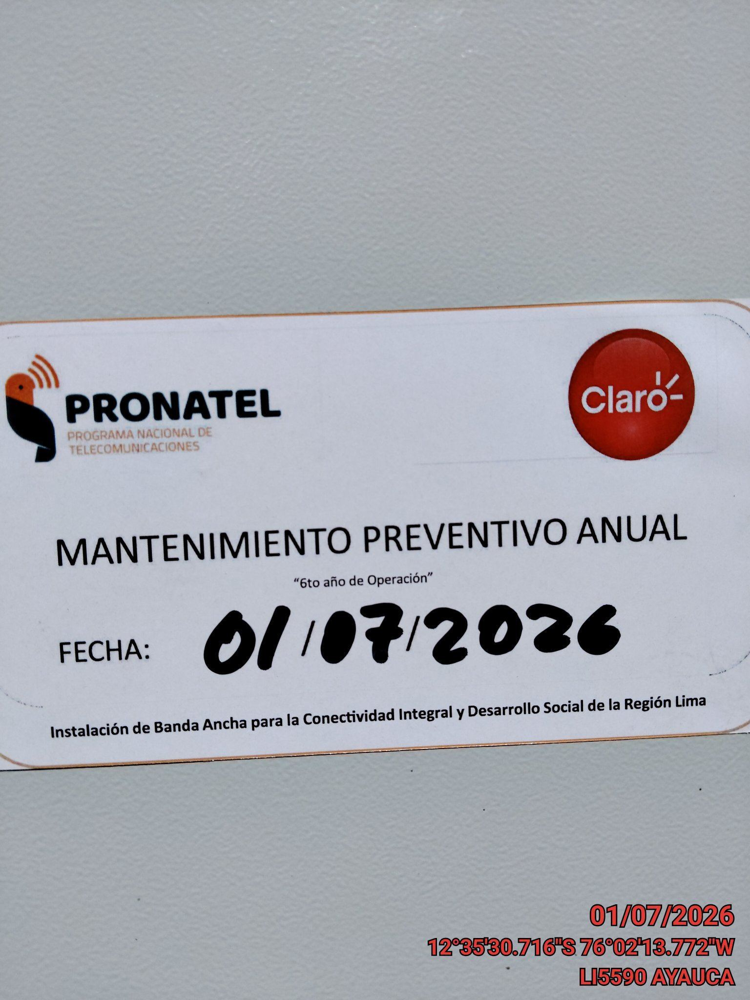 PRONATEL
PROGRAMA NACIONAL DE
TELECOMUNICACIONES
Claro
MANTENIMIENTO PREVENTIVO ANUAL
“6to año de Operación”
FECHA: 01/07/2026
Instalación de Banda Ancha para la Conectividad Integral y Desarrollo Social de la Región Lima
01/07/2026
12°35'30.716"S 76°02'13.772"W
LI5590 AYAUCA